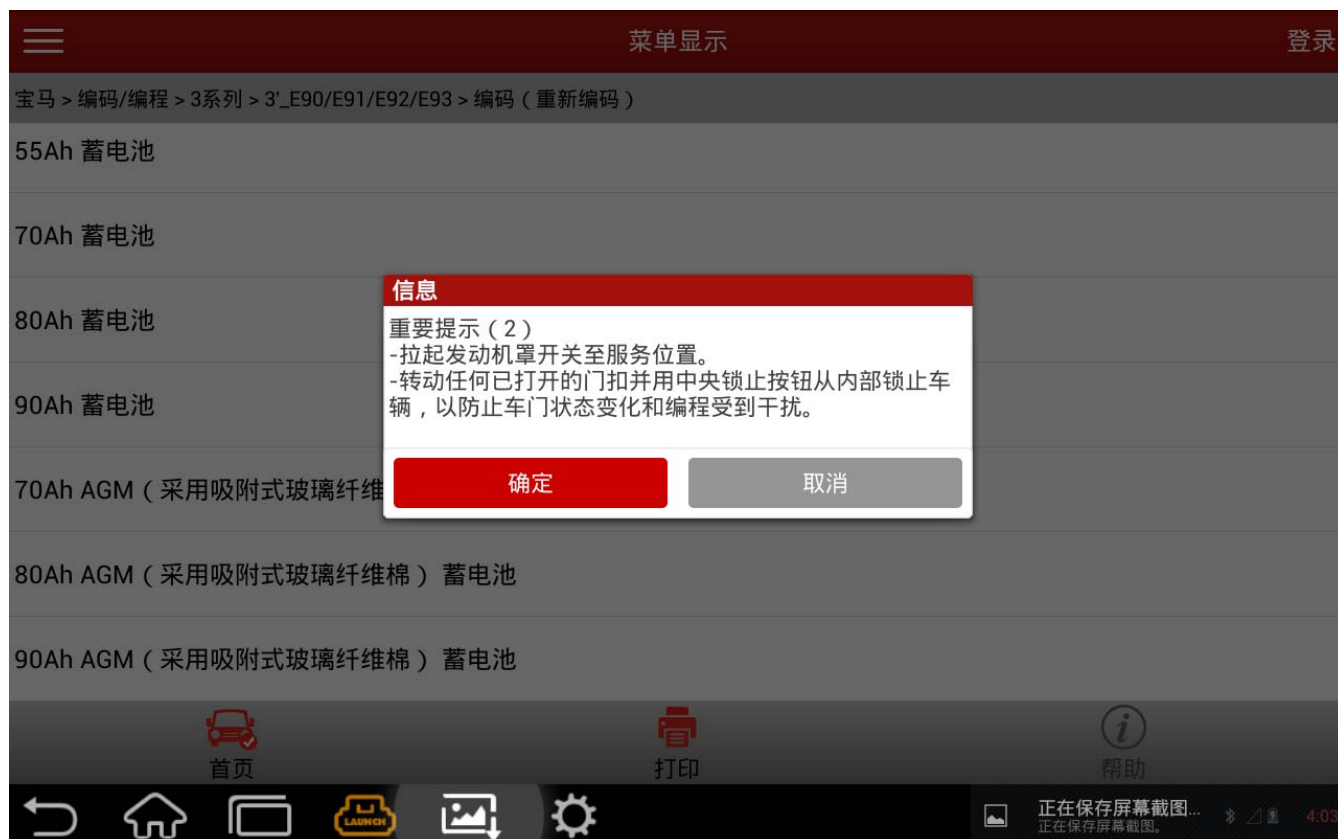 菜单显示
登录
宝马 > 编码/编程 > 3系列 > 3'_E90/E91/E92/E93 > 编码（重新编码）
55Ah 蓄电池
70Ah 蓄电池
80Ah 蓄电池
90Ah 蓄电池
70Ah AGM（采用吸附式玻璃纤维
80Ah AGM（采用吸附式玻璃纤维棉） 蓄电池
90Ah AGM（采用吸附式玻璃纤维棉） 蓄电池
信息
重要提示（2）
-拉起发动机罩开关至服务位置。
-转动任何已打开的门扣并用中央锁止按钮从内部锁止车
辆，以防止车门状态变化和编程受到干扰。
确定
取消
首页
打印
帮助
LAUNCH
正在保存屏幕截图...
正在保存屏幕截图。
4:03